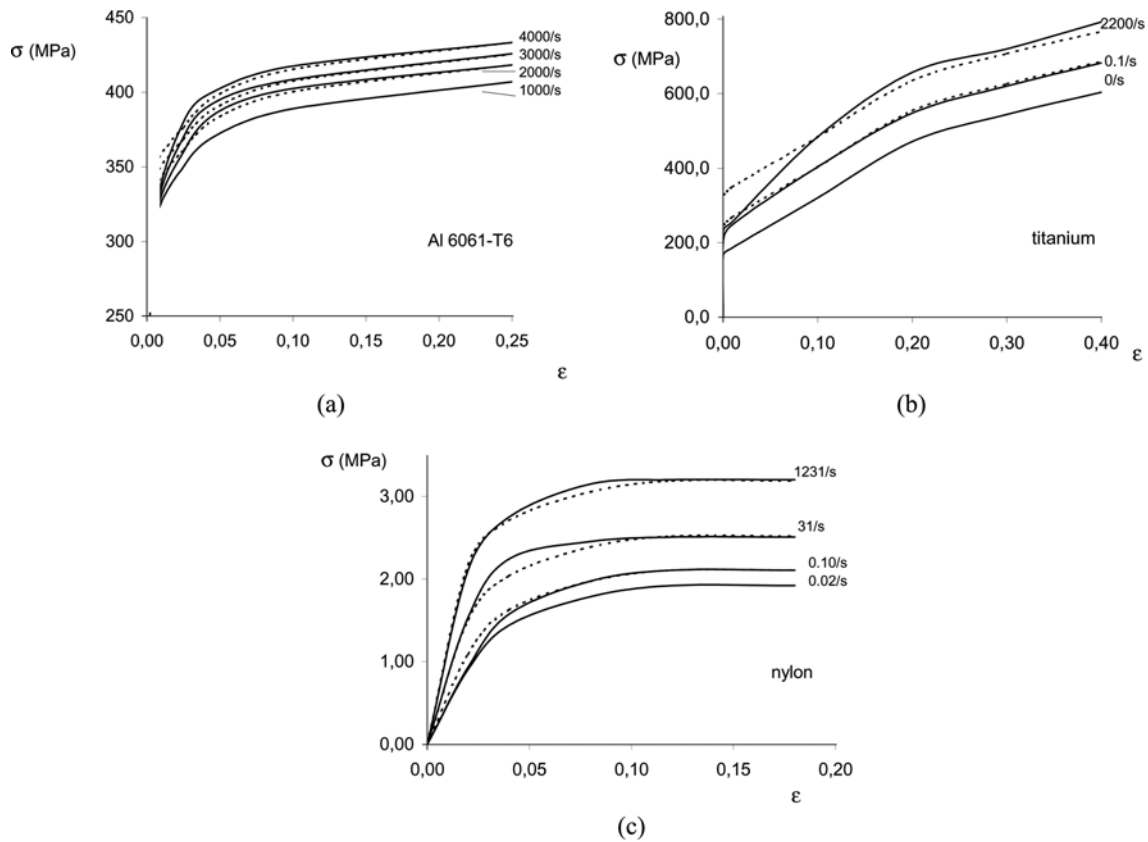 σ (MPa)
450
400
350
300
250
0,00 0,05 0,10 0,15 0,20 0,25
ε
4000/s
3000/s
2000/s
1000/s
Al 6061-T6
(a)
σ (MPa)
800,0
600,0
400,0
200,0
0,0
0,00 0,10 0,20 0,30 0,40
ε
2200/s
0.1/s
0/s
titanium
(b)
σ (MPa)
3,00
2,00
1,00
0,00
0,00 0,05 0,10 0,15 0,20
ε
1231/s
31/s
0.10/s
0.02/s
nylon
(c)